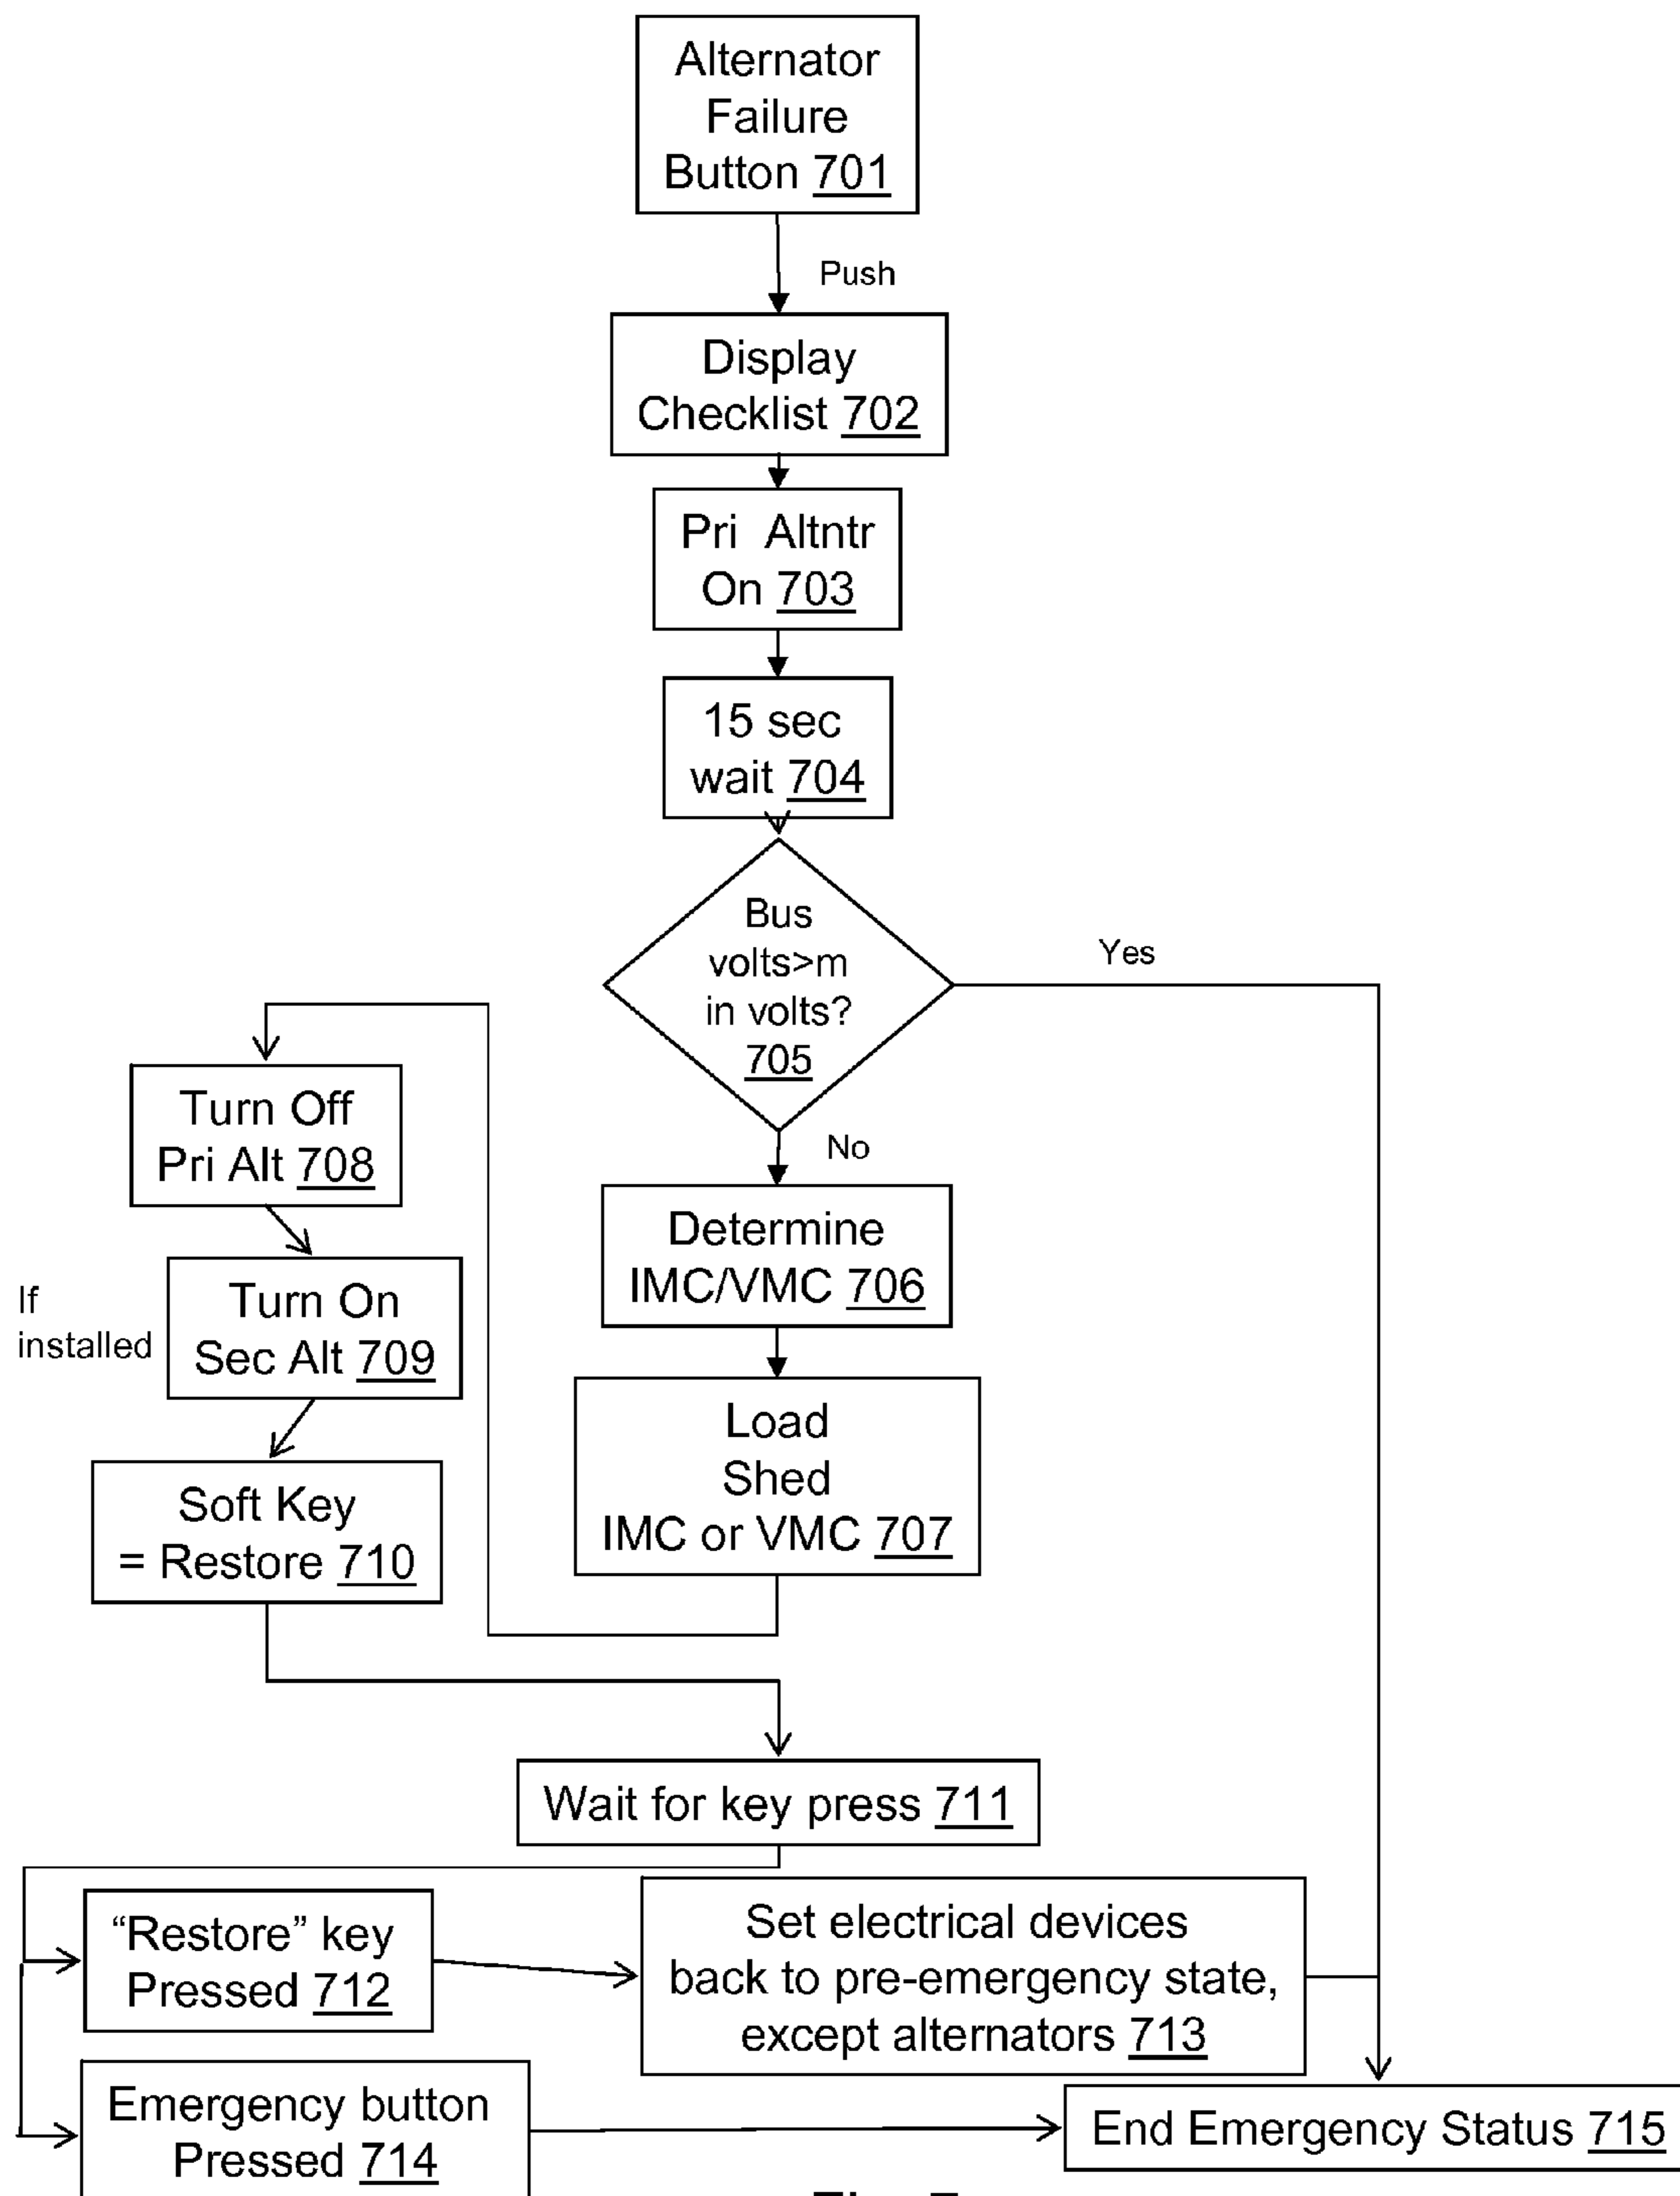 Alternator
Failure
Button 701
Push
Display
Checklist 702
Pri Altntr
On 703
15 sec
wait 704
Bus
volts>m
in volts?
705
Yes
No
Determine
IMC/VMC 706
Load
Shed
IMC or VMC 707
Turn Off
Pri Alt 708
If
installed
Turn On
Sec Alt 709
Soft Key
= Restore 710
Wait for key press 711
“Restore” key
Pressed 712
Set electrical devices
back to pre-emergency state,
except alternators 713
Emergency button
Pressed 714
End Emergency Status 715